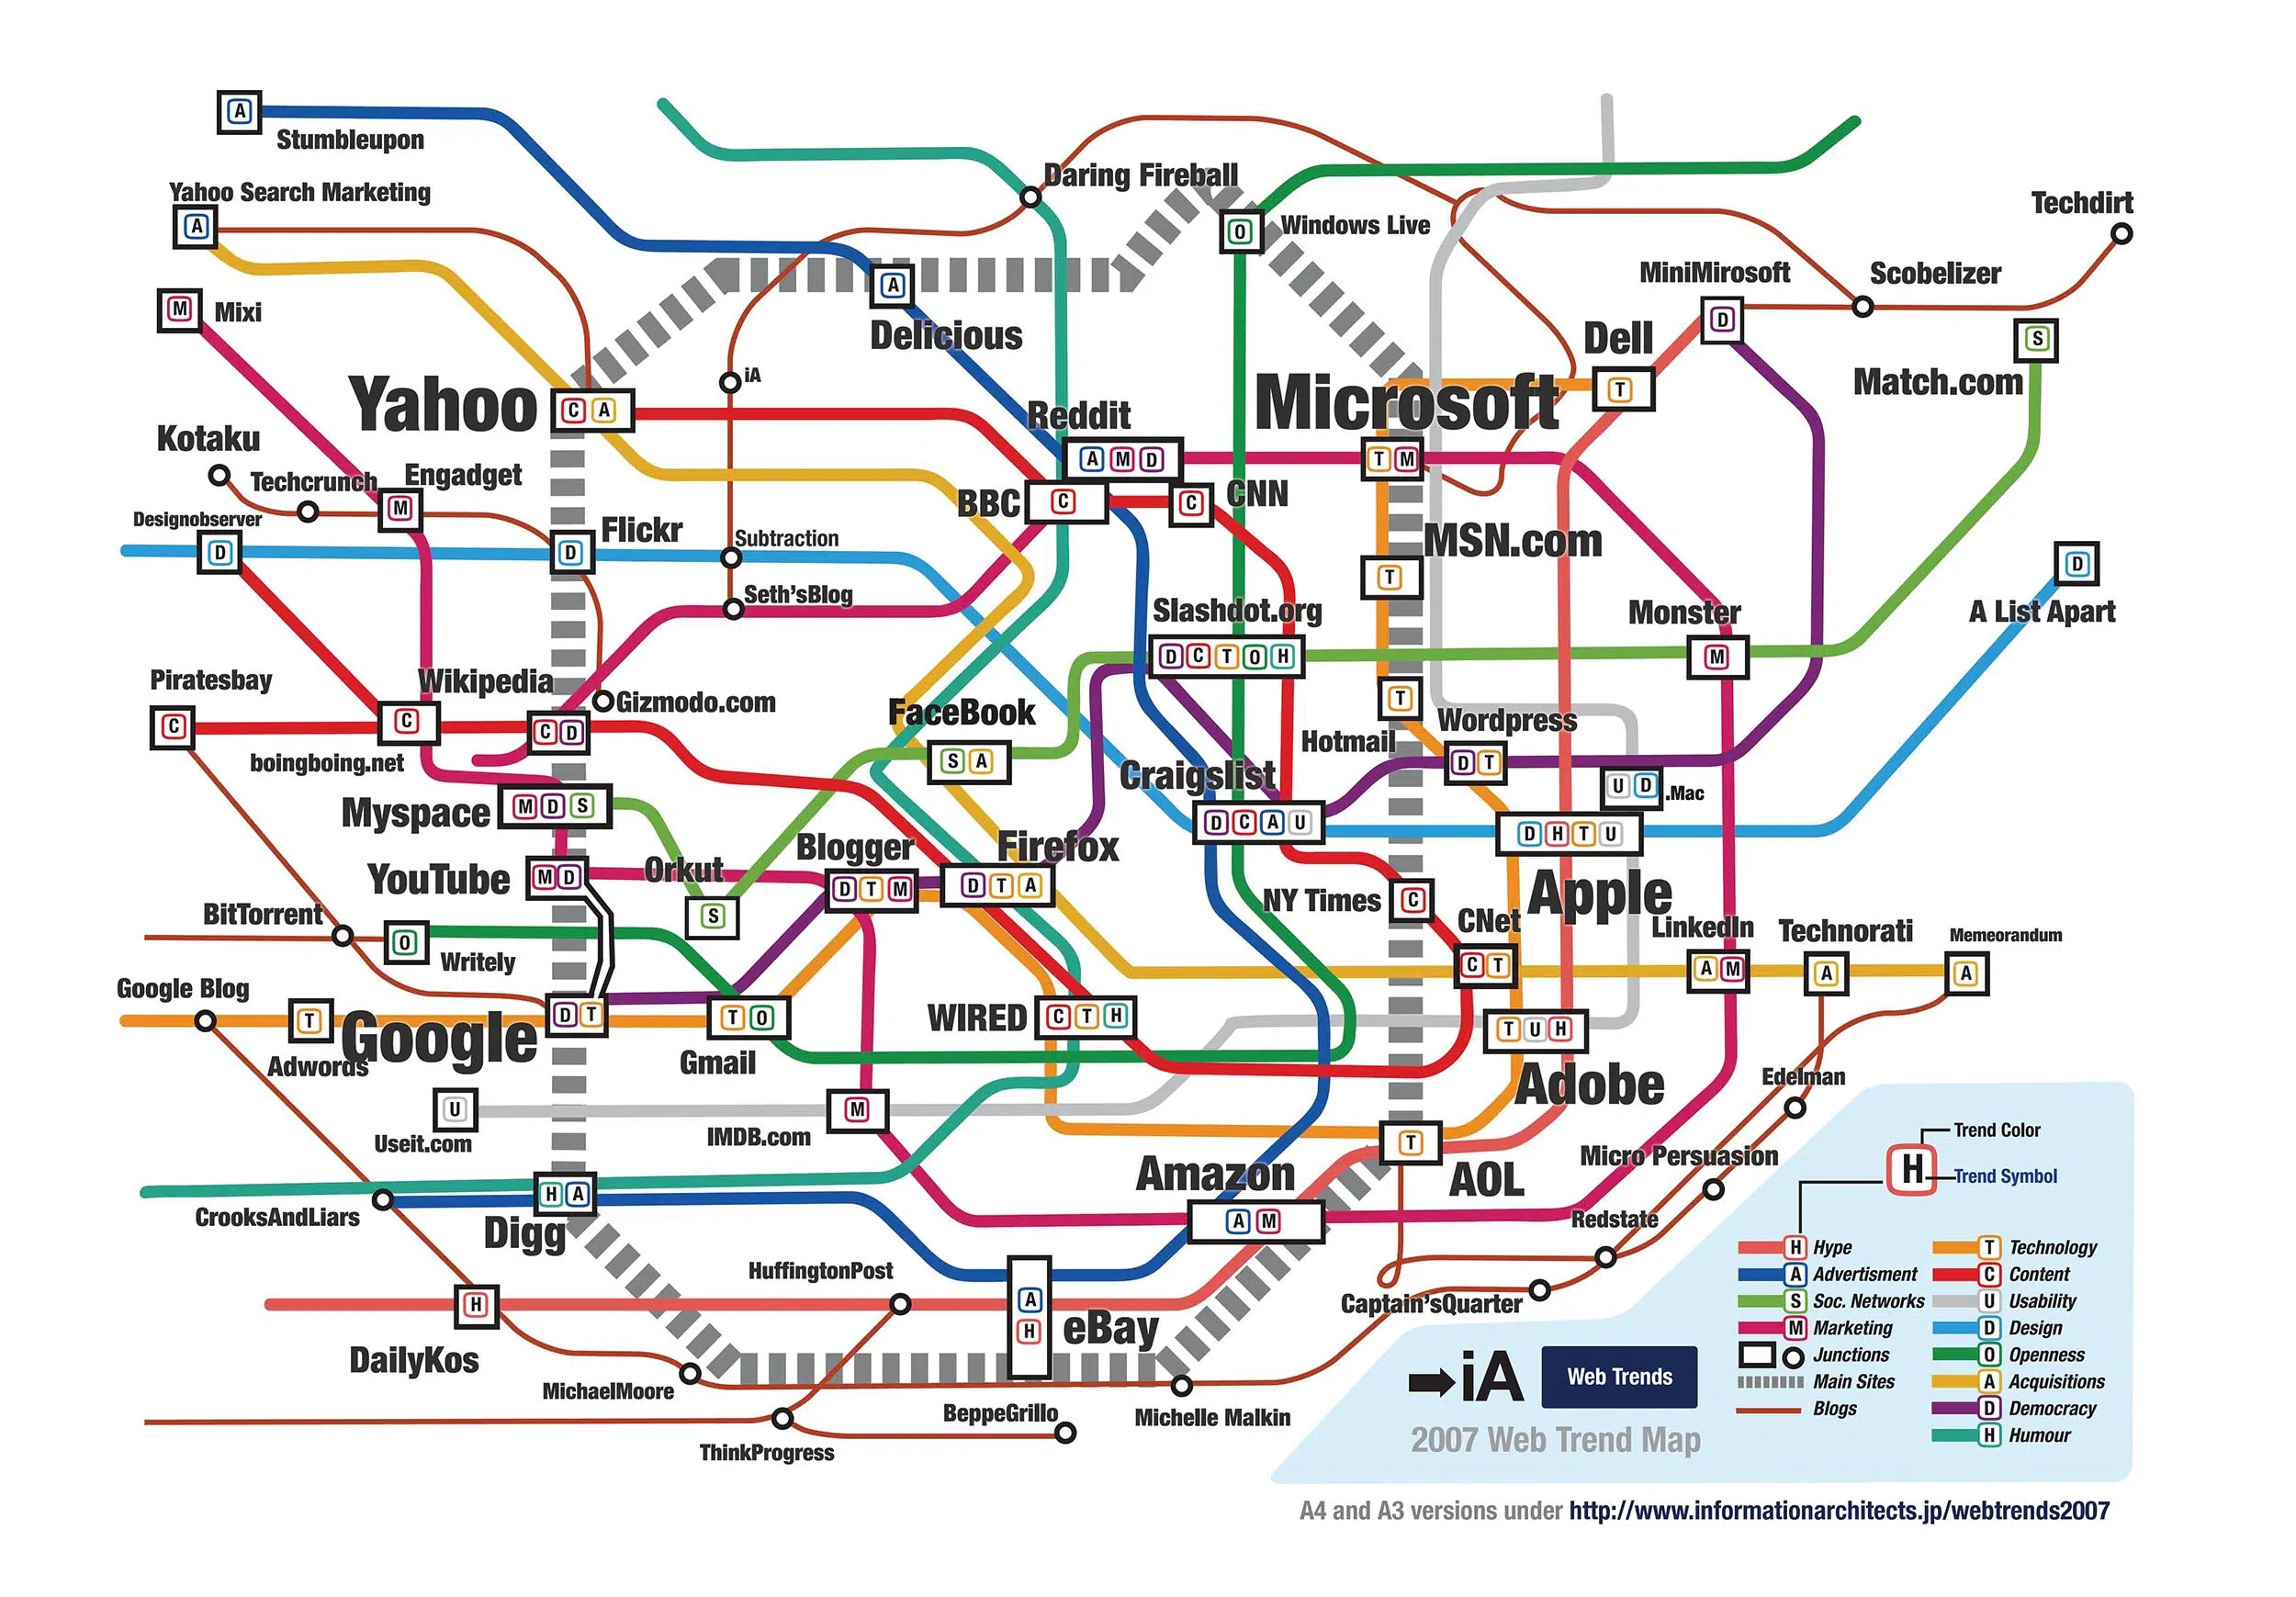 A
Stumbleupon
Daring Fireball
Yahoo Search Marketing
A
O
Windows Live
Techdirt
MiniMirosoft
Scobelizer
M
Mixi
A
Delicious
D
Dell
S
Match.com
iA
Yahoo
C A
Reddit
Microsoft
T
Kotaku
Techcrunch
Engadget
M
A M D
T M
BBC
C
C
CNN
Designobserver
D
D
Flickr
Subtraction
MSN.com
T
D
A List Apart
Seth'sBlog
Slashdot.org
D C T O H
Monster
M
Piratesbay
C
Wikipedia
C
boingboing.net
C D
Gizmodo.com
FaceBook
S A
T
Hotmail
Wordpress
D T
U D
.Mac
Myspace
M D S
Craigslist
D C A U
D H T U
Apple
YouTube
M D
Orkut
S
Blogger
D T M
Firefox
D T A
NY Times
C
CNet
C T
LinkedIn
A M
Technorati
A
Memeorandum
A
BitTorrent
O
Writely
Google Blog
T
Adwords
Google
D T
T O
Gmail
WIRED
C T H
T U H
Adobe
U
Useit.com
M
IMDB.com
Edelman
T
AOL
Micro Persuasion
CrooksAndLiars
H A
Digg
Amazon
A M
Redstate
HuffingtonPost
H
DailyKos
A
H
eBay
Captain'sQuarter
MichaelMoore
ThinkProgress
BeppeGrillo
Michelle Malkin
H
Trend Color
Trend Symbol
H Hype
T Technology
A Advertisment
C Content
S Soc. Networks
U Usability
M Marketing
D Design
Junctions
O Openness
Main Sites
A Acquisitions
Blogs
D Democracy
H Humour
iA
Web Trends
2007 Web Trend Map
A4 and A3 versions under http://www.informationarchitects.jp/webtrends2007